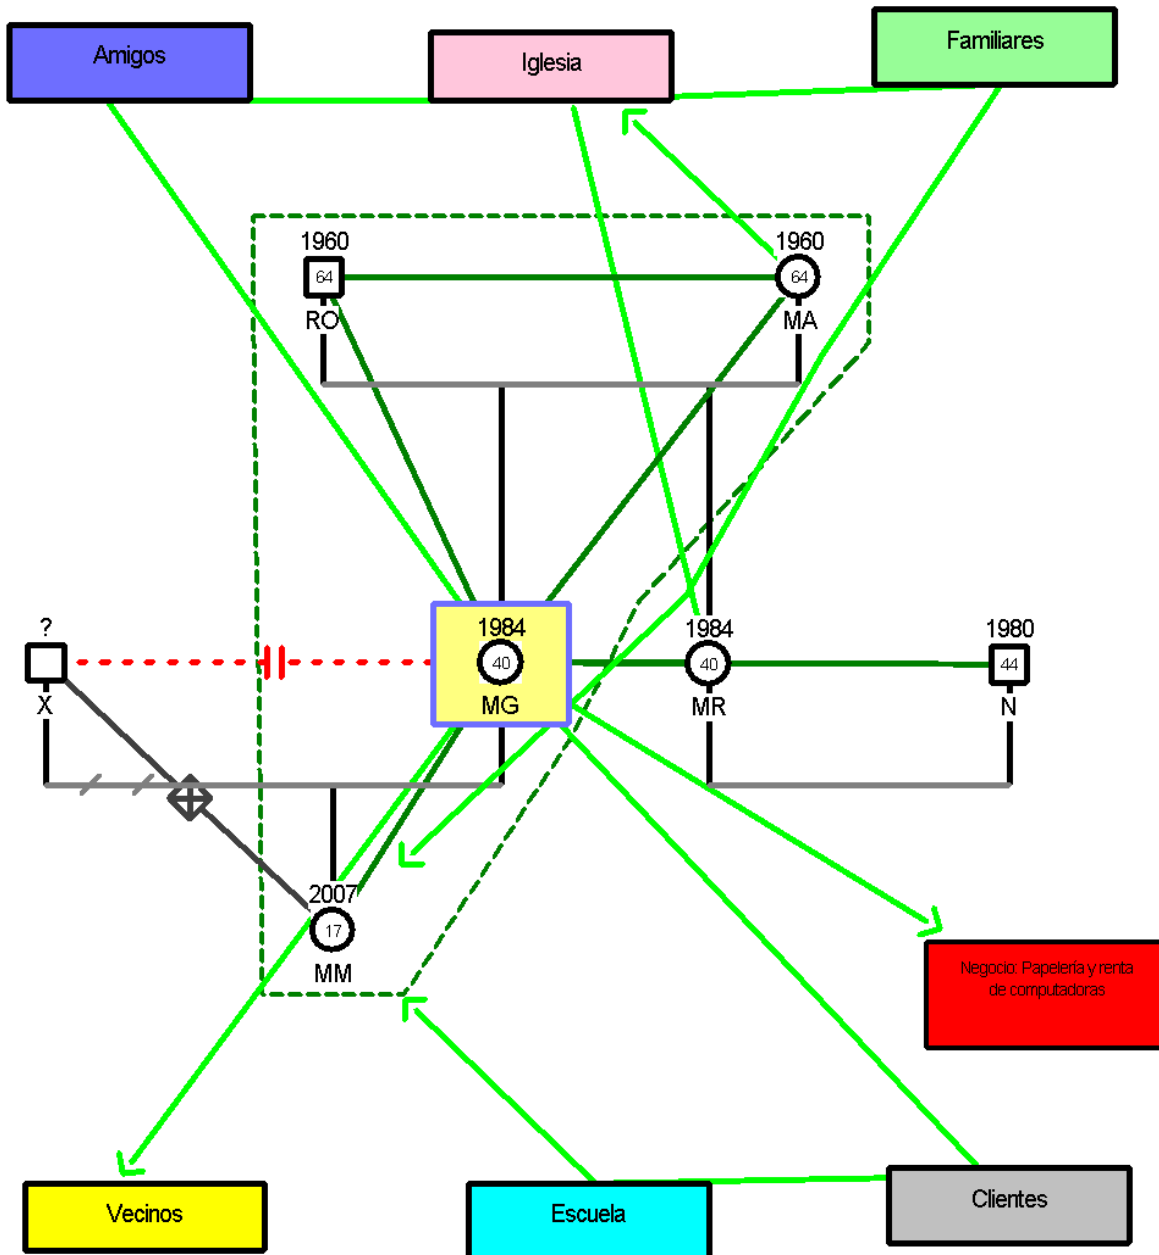 Amigos
Iglesia
Familiares
1960
1960
64
64
RO
MA
?
1984
1984
1980
40
40
44
X
MG
MR
N
2007
17
MM
Negocio: Papelería y renta
de computadoras
Vecinos
Escuela
Clientes